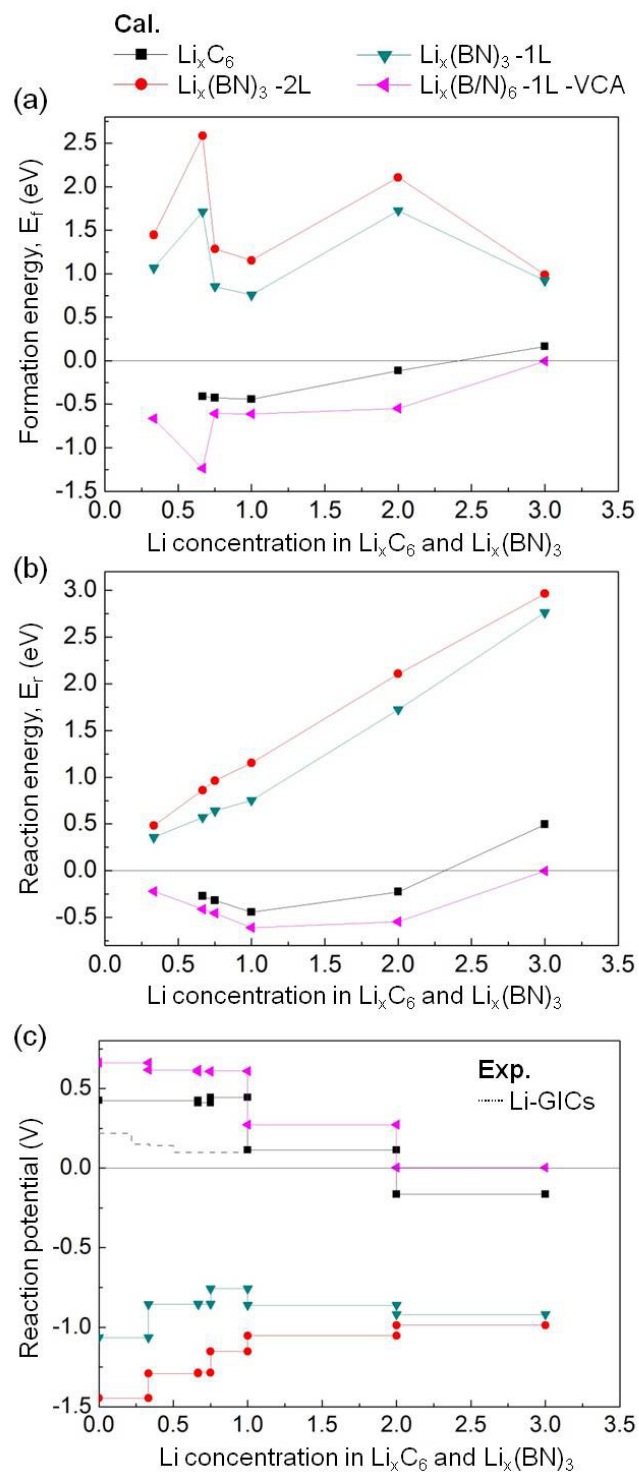 Cal.
LiₓC₆
Liₓ(BN)₃ -1L
Liₓ(BN)₃ -2L
Liₓ(B/N)₆ -1L -VCA
(a)
Formation energy, E_f (eV)
2.5
2.0
1.5
1.0
0.5
0.0
-0.5
-1.0
-1.5
0.0 0.5 1.0 1.5 2.0 2.5 3.0 3.5
Li concentration in LiₓC₆ and Liₓ(BN)₃
(b)
Reaction energy, E_r (eV)
3.0
2.5
2.0
1.5
1.0
0.5
0.0
-0.5
0.0 0.5 1.0 1.5 2.0 2.5 3.0 3.5
Li concentration in LiₓC₆ and Liₓ(BN)₃
(c)
Reaction potential (V)
Exp.
Li-GICs
0.5
0.0
-0.5
-1.0
-1.5
0.0 0.5 1.0 1.5 2.0 2.5 3.0 3.5
Li concentration in LiₓC₆ and Liₓ(BN)₃